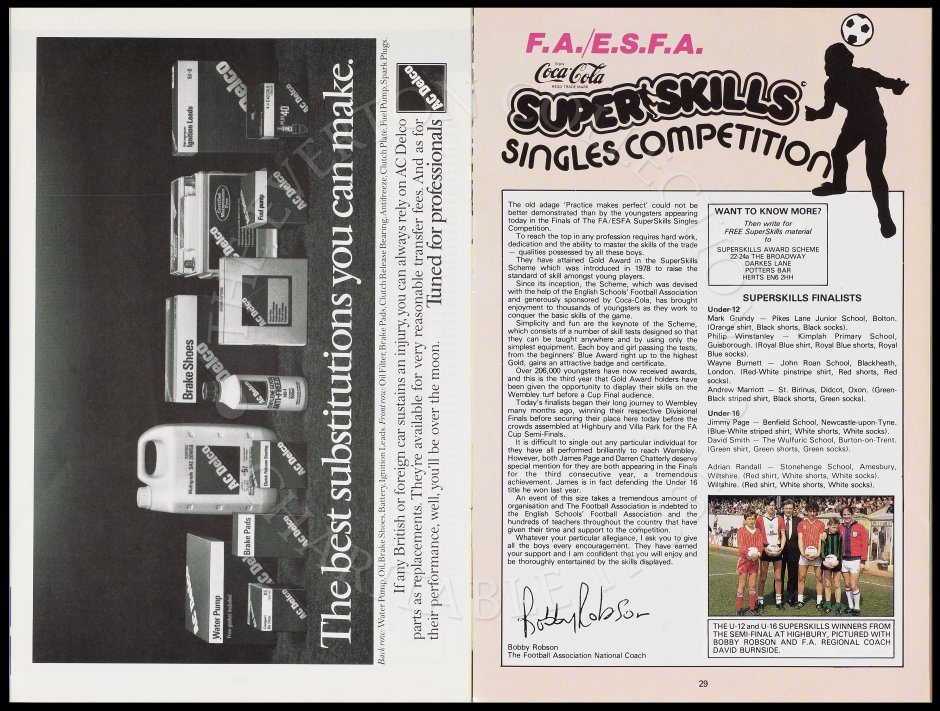 The best substitutions you can make.
Back row: Water Pump, Oil, Brake Shoes, Battery, Ignition Leads. Front row: Oil Filter, Brake Pads, Clutch Release Bearing, Antifreeze, Clutch Plate, Fuel Pump, Spark Plugs.
If any British or foreign car sustains an injury, you can always rely on AC Delco
parts as replacements. They're available for very reasonable transfer fees. And as for
their performance, well, you'll be over the moon.
Tuned for professionals
AC Delco
Water Pump
Brake Pads
AC Delco
Brake Shoes
AC Delco
Fuel pump
Ignition Leads
AC Delco
F.A./E.S.F.A.
Enjoy
Coca-Cola
REGD TRADE MARK
SUPER SKILLS
SINGLES COMPETITION
The old adage 'Practice makes perfect' could not be
better demonstrated than by the youngsters appearing
today in the Finals of The FA/ESFA SuperSkills Singles
Competition.
To reach the top in any profession requires hard work,
dedication and the ability to master the skills of the trade
— qualities possessed by all these boys.
They have attained Gold Award in the SuperSkills
Scheme which was introduced in 1978 to raise the
standard of skill amongst young players.
Since its inception, the Scheme, which was devised
with the help of the English Schools' Football Association
and generously sponsored by Coca-Cola, has brought
enjoyment to thousands of youngsters as they work to
conquer the basic skills of the game.
Simplicity and fun are the keynote of the Scheme,
which consists of a number of skill tests designed so that
they can be taught anywhere and by using only the
simplest equipment. Each boy and girl passing the tests,
from the beginners' Blue Award right up to the highest
Gold, gains an attractive badge and certificate.
Over 206,000 youngsters have now received awards,
and this is the third year that Gold Award holders have
been given the opportunity to display their skills on the
Wembley turf before a Cup Final audience.
Today's finalists began their long journey to Wembley
many months ago, winning their respective Divisional
Finals before securing their place here today before the
crowds assembled at Highbury and Villa Park for the FA
Cup Semi-Finals.
It is difficult to single out any particular individual for
they have all performed brilliantly to reach Wembley.
However, both James Page and Darren Chatterly deserve
special mention for they are both appearing in the Finals
for the third consecutive year, a tremendous
achievement. James is in fact defending the Under 16
title he won last year.
An event of this size takes a tremendous amount of
organisation and The Football Association is indebted to
the English Schools' Football Association and the
hundreds of teachers throughout the country that have
given their time and support to the competition.
Whatever your particular allegiance, I ask you to give
all the boys every encouragement. They have earned
your support and I am confident that you will enjoy and
be thoroughly entertained by the skills displayed.
Bobby Robson
Bobby Robson
The Football Association National Coach
WANT TO KNOW MORE?
Then write for
FREE SuperSkills material
to
SUPERSKILLS AWARD SCHEME
22-24a THE BROADWAY
DARKES LANE
POTTERS BAR
HERTS EN6 2HH
SUPERSKILLS FINALISTS
Under-12
Mark Grundy — Pikes Lane Junior School, Bolton.
(Orange shirt, Black shorts, Black socks).
Philip Winstanley — Kimplah Primary School,
Guisborough. (Royal Blue shirt, Royal Blue shorts, Royal
Blue socks).
Wayne Burnett — John Roan School, Blackheath,
London. (Red-White pinstripe shirt, Red shorts, Red
socks).
Andrew Marriott — St. Birinus, Didcot, Oxon. (Green-
Black striped shirt, Black shorts, Green socks).
Under-16
Jimmy Page — Benfield School, Newcastle-upon-Tyne.
(Blue-White striped shirt, White shorts, White socks).
David Smith — The Wulfuric School, Burton-on-Trent.
(Green shirt, Green shorts, Green socks).
Adrian Randall — Stonehenge School, Amesbury,
Wiltshire. (Red shirt, White shorts, White socks).
Wiltshire. (Red shirt, White shorts, White socks).
THE U-12 and U-16 SUPERSKILLS WINNERS FROM
THE SEMI-FINAL AT HIGHBURY, PICTURED WITH
BOBBY ROBSON AND F.A. REGIONAL COACH
DAVID BURNSIDE.
29